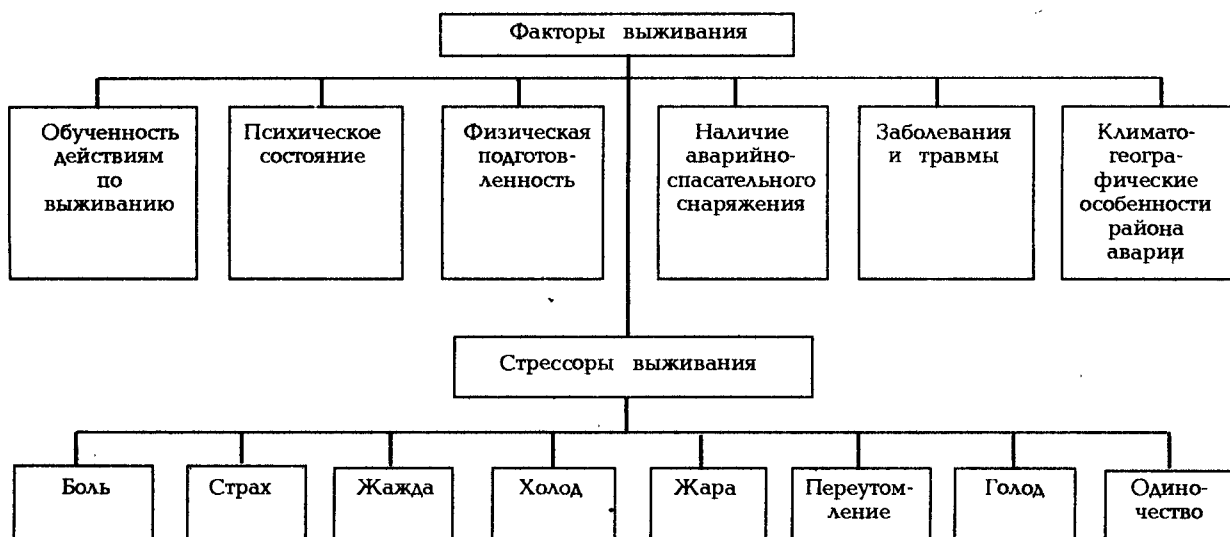 Факторы выживания
Обученность
действиям
по
выживанию
Психическое
состояние
Физическая
подготов-
ленность
Наличие
аварийно-
спасательного
снаряжения
Заболевания
и травмы
Климато-
геогра-
фические
особенности
района
аварии
Стрессоры выживания
Боль
Страх
Жажда
Холод
Жара
Переутом-
ление
Голод
Одино-
чество